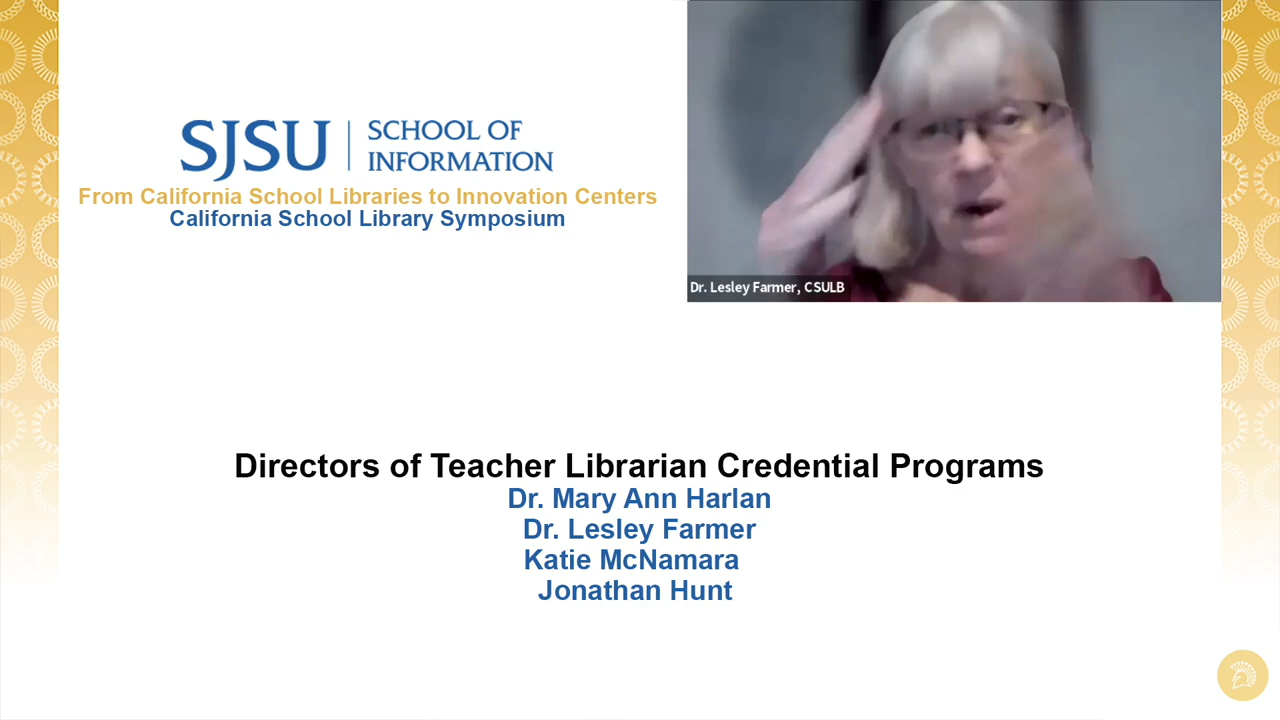 SJSU
SCHOOL OF
INFORMATION
From California School Libraries to Innovation Centers
California School Library Symposium
Dr. Lesley Farmer, CSULB
Directors of Teacher Librarian Credential Programs
Dr. Mary Ann Harlan
Dr. Lesley Farmer
Katie McNamara
Jonathan Hunt